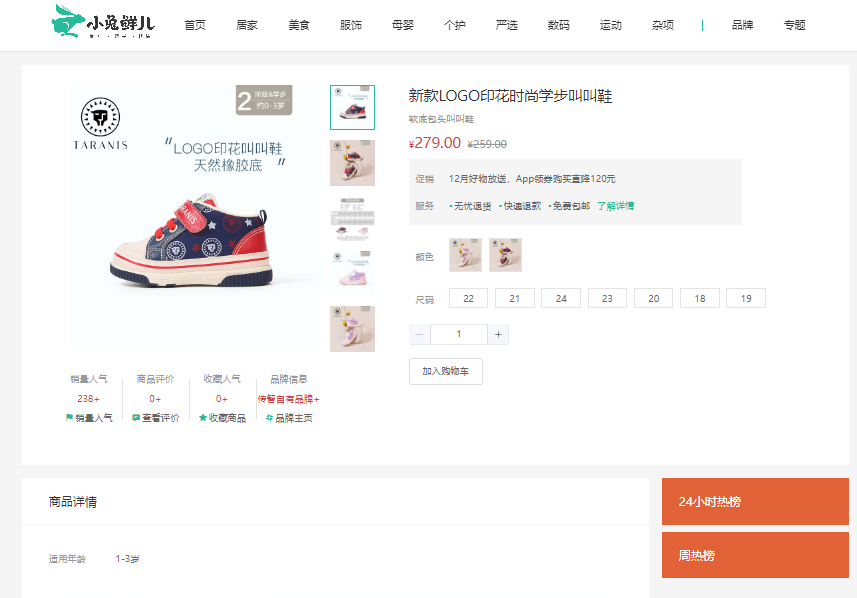 小兔鲜儿
首页 居家 美食 服饰 母婴 个护 严选 数码 运动 杂项 | 品牌 专题
TARANIS
2 阶段&学步
约0-3岁
"LOGO印花叫叫鞋
天然橡胶底"
新款LOGO印花时尚学步叫叫鞋
软底包头叫叫鞋
¥279.00 ¥259.00
促销 12月好物放送，App领券购买直降120元
服务 •无忧退货 •快速退款 •免费包邮 了解详情
颜色
尺码 22 21 24 23 20 18 19
− 1 +
加入购物车
销量人气 商品评价 收藏人气 品牌信息
238+ 0+ 0+ 传智自有品牌+
销量人气 查看评价 收藏商品 品牌主页
商品详情
适用年龄 1-3岁
24小时热榜
周热榜